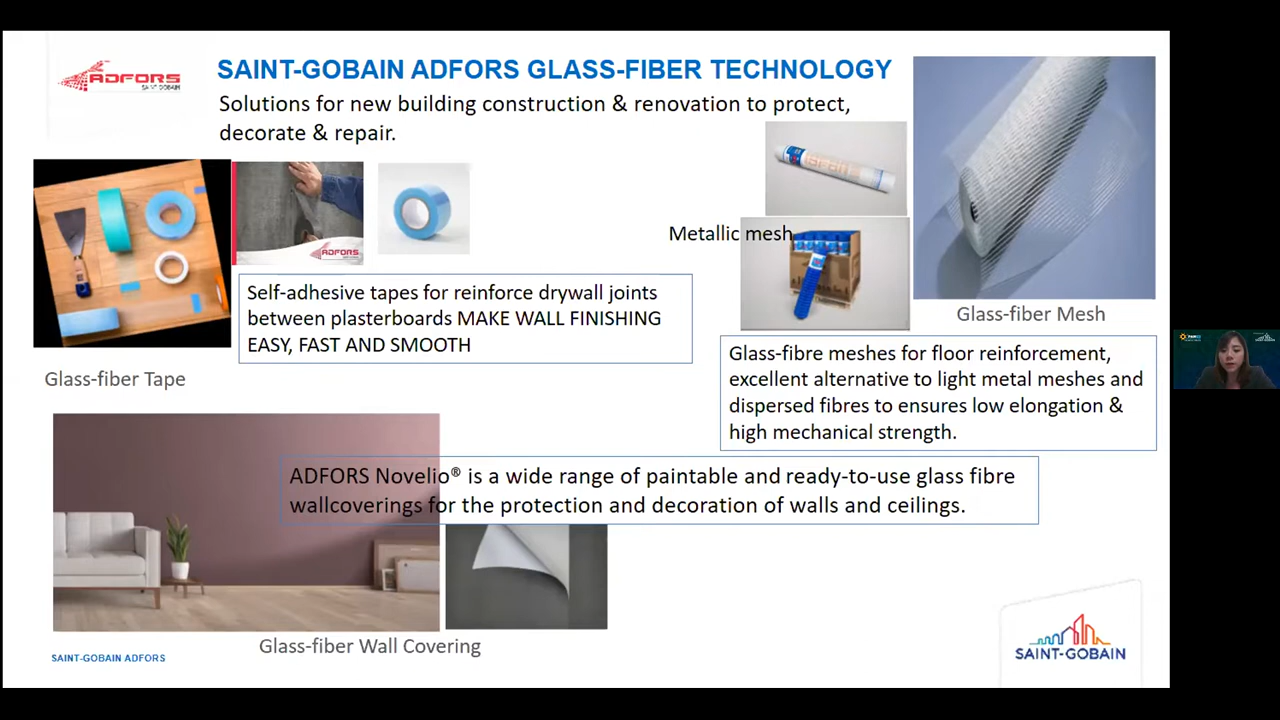 ADFORS
SAINT-GOBAIN
SAINT-GOBAIN ADFORS GLASS-FIBER TECHNOLOGY
Solutions for new building construction & renovation to protect,
decorate & repair.
ADFORS
Metallic mesh
Self-adhesive tapes for reinforce drywall joints
between plasterboards MAKE WALL FINISHING
EASY, FAST AND SMOOTH
Glass-fiber Mesh
Glass-fibre meshes for floor reinforcement,
excellent alternative to light metal meshes and
dispersed fibres to ensures low elongation &
high mechanical strength.
Glass-fiber Tape
ADFORS Novelio® is a wide range of paintable and ready-to-use glass fibre
wallcoverings for the protection and decoration of walls and ceilings.
Glass-fiber Wall Covering
SAINT-GOBAIN ADFORS
SAINT-GOBAIN